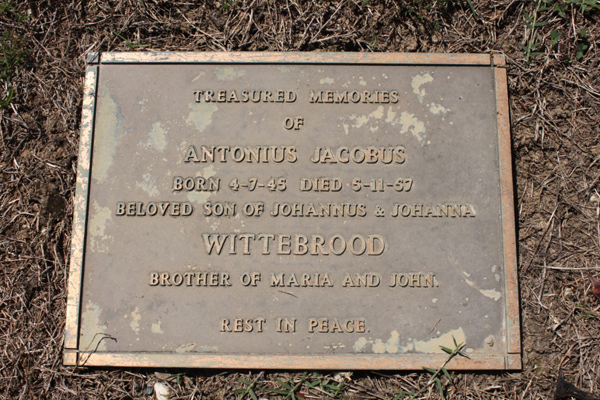 TREASURED MEMORIES
OF
ANTONIUS JACOBUS
BORN 4-7-45 DIED 5-11-57
BELOVED SON OF JOHANNUS & JOHANNA
WITTEBROOD
BROTHER OF MARIA AND JOHN.
REST IN PEACE.